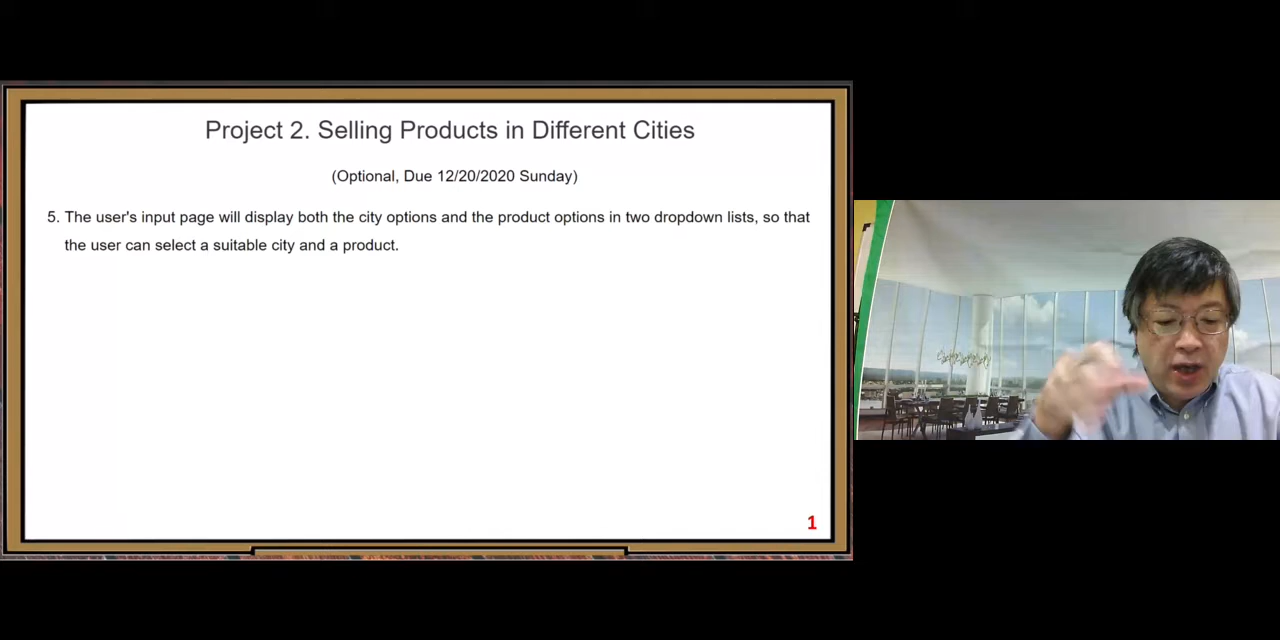 Project 2. Selling Products in Different Cities
(Optional, Due 12/20/2020 Sunday)
5. The user's input page will display both the city options and the product options in two dropdown lists, so that
the user can select a suitable city and a product.
1